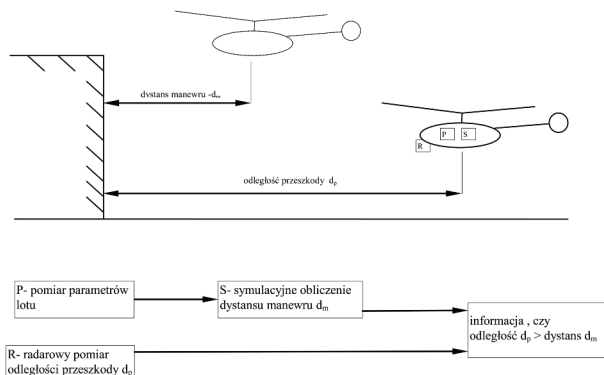 dystans manewru -dm
P
S
R
odległość przeszkody dp
P- pomiar parametrów
lotu
S- symulacyjne obliczenie
dystansu manewru dm
informacja , czy
odległość dp > dystans dm
R- radarowy pomiar
odległości przeszkody dp